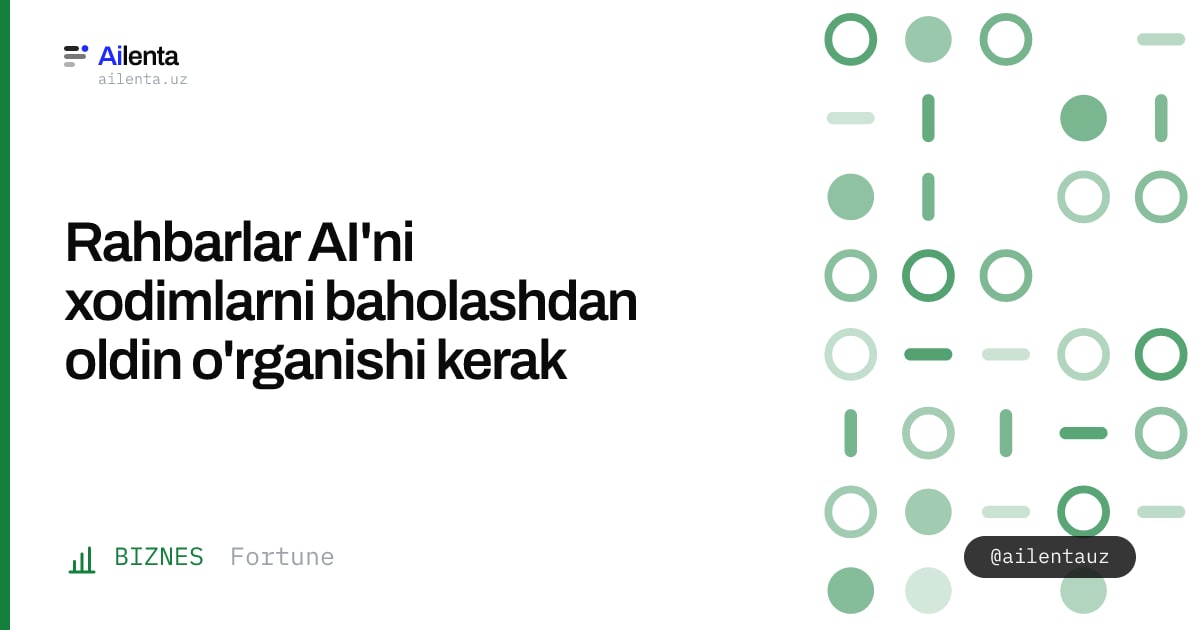 Ailenta
ailenta.uz
Rahbarlar AI'ni
xodimlarni baholashdan
oldin o'rganishi kerak
BIZNES Fortune
@ailentauz